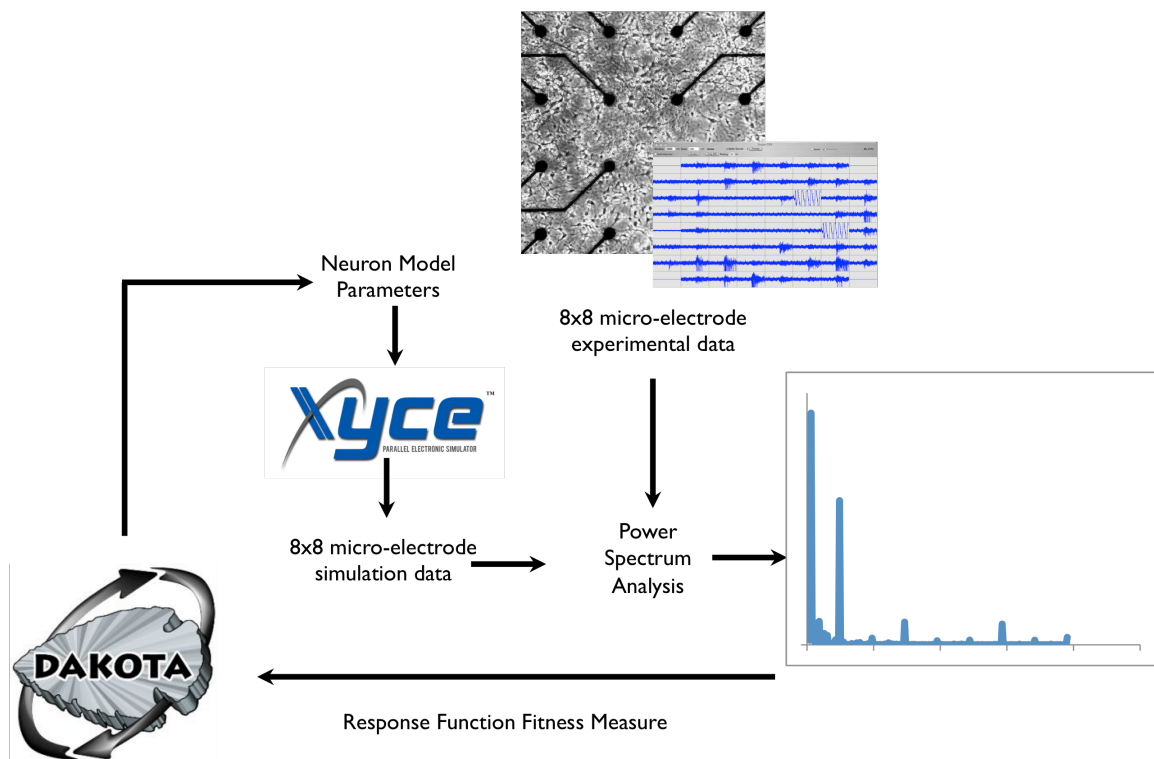 Neuron Model
Parameters
8x8 micro-electrode
experimental data
Xyce
™
PARALLEL ELECTRONIC SIMULATOR
8x8 micro-electrode
simulation data
Power
Spectrum
Analysis
DAKOTA
Response Function Fitness Measure